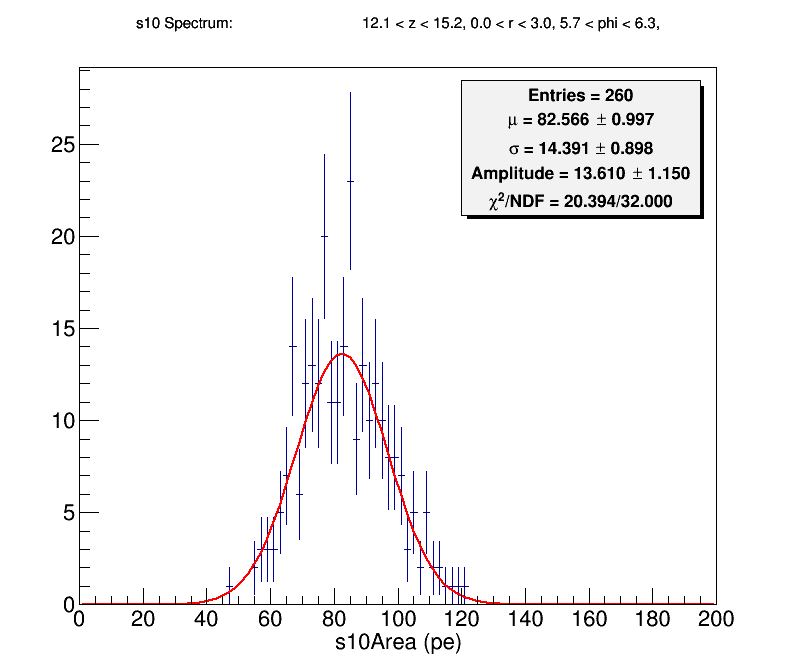 s10 Spectrum: 12.1 < z < 15.2, 0.0 < r < 3.0, 5.7 < phi < 6.3,
Entries = 260
μ = 82.566 ± 0.997
σ = 14.391 ± 0.898
Amplitude = 13.610 ± 1.150
χ²/NDF = 20.394/32.000
25
20
15
10
5
0
0 20 40 60 80 100 120 140 160 180 200
s10Area (pe)